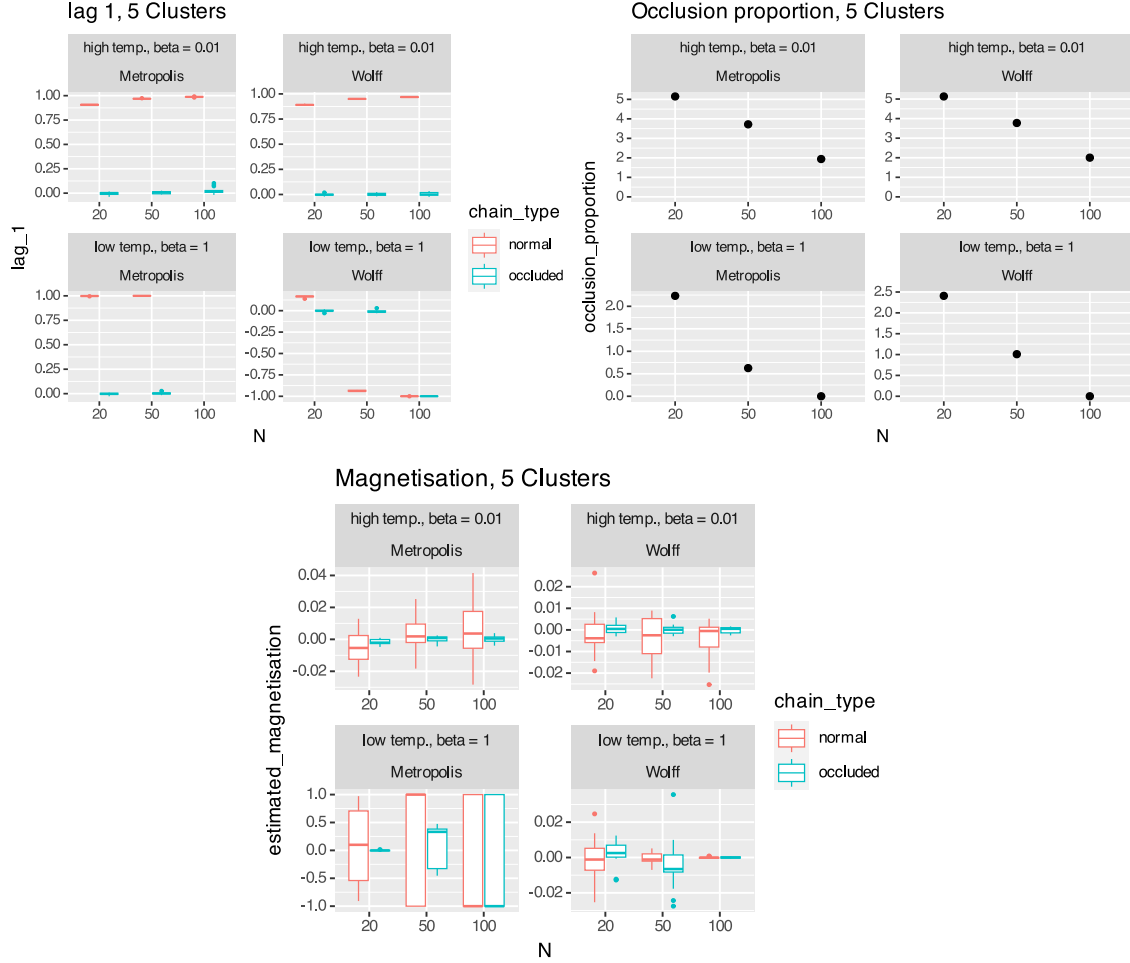 lag 1, 5 Clusters
high temp., beta = 0.01
Metropolis
high temp., beta = 0.01
Wolff
1.00
0.75
0.50
0.25
0.00
20
50
100
1.00
0.75
0.50
0.25
0.00
20
50
100
low temp., beta = 1
Metropolis
low temp., beta = 1
Wolff
1.00
0.75
0.50
0.25
0.00
20
50
100
0.00
-0.25
-0.50
-0.75
-1.00
20
50
100
lag_1
N
chain_type
normal
occluded
Occlusion proportion, 5 Clusters
high temp., beta = 0.01
Metropolis
high temp., beta = 0.01
Wolff
5
4
3
2
1
0
20
50
100
5
4
3
2
1
0
20
50
100
low temp., beta = 1
Metropolis
low temp., beta = 1
Wolff
2.0
1.5
1.0
0.5
0.0
20
50
100
2.5
2.0
1.5
1.0
0.5
0.0
20
50
100
occlusion_proportion
N
Magnetisation, 5 Clusters
high temp., beta = 0.01
Metropolis
high temp., beta = 0.01
Wolff
0.04
0.02
0.00
-0.02
20
50
100
0.02
0.01
0.00
-0.01
-0.02
20
50
100
low temp., beta = 1
Metropolis
low temp., beta = 1
Wolff
1.0
0.5
0.0
-0.5
-1.0
20
50
100
0.02
0.00
-0.02
20
50
100
estimated_magnetisation
N
chain_type
normal
occluded